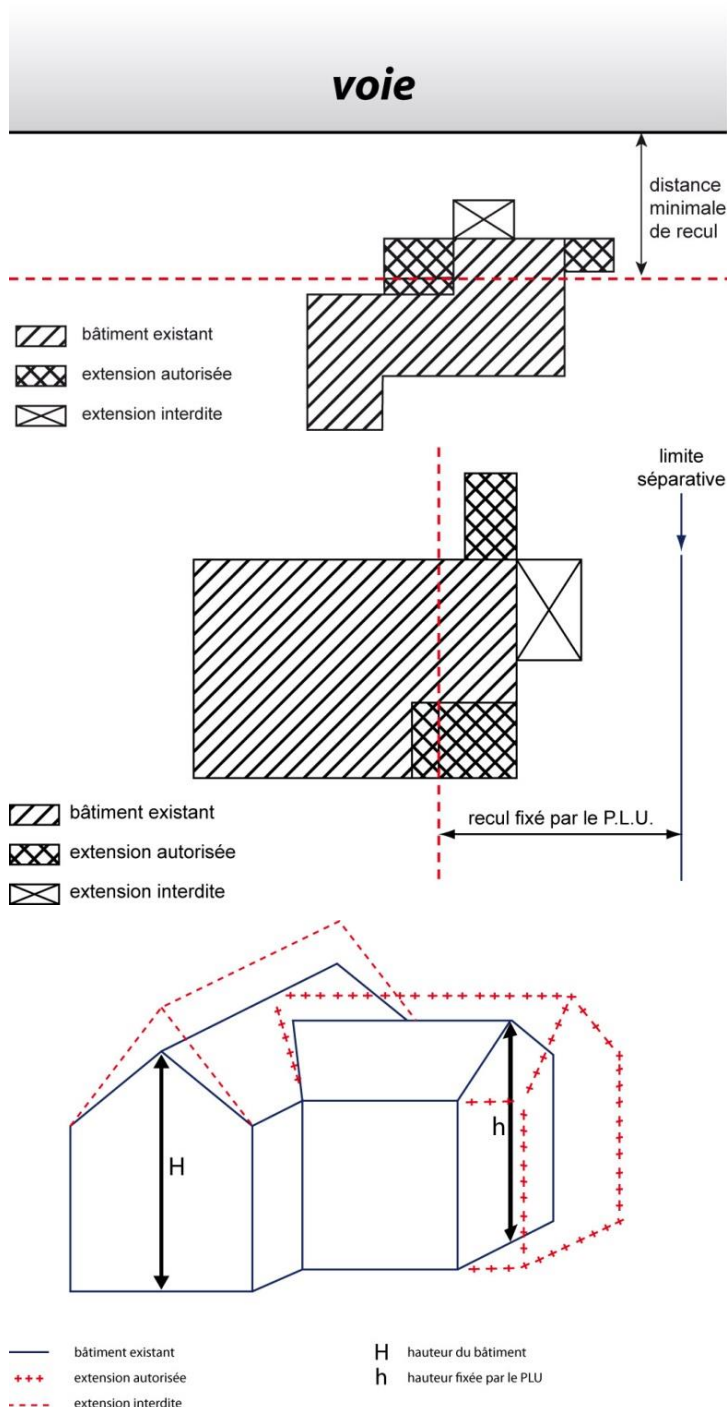 voie
distance
minimale
de recul
bâtiment existant
extension autorisée
extension interdite
limite
séparative
bâtiment existant
recul fixé par le P.L.U.
extension autorisée
extension interdite
H
h
bâtiment existant
H hauteur du bâtiment
extension autorisée
h hauteur fixée par le PLU
extension interdite